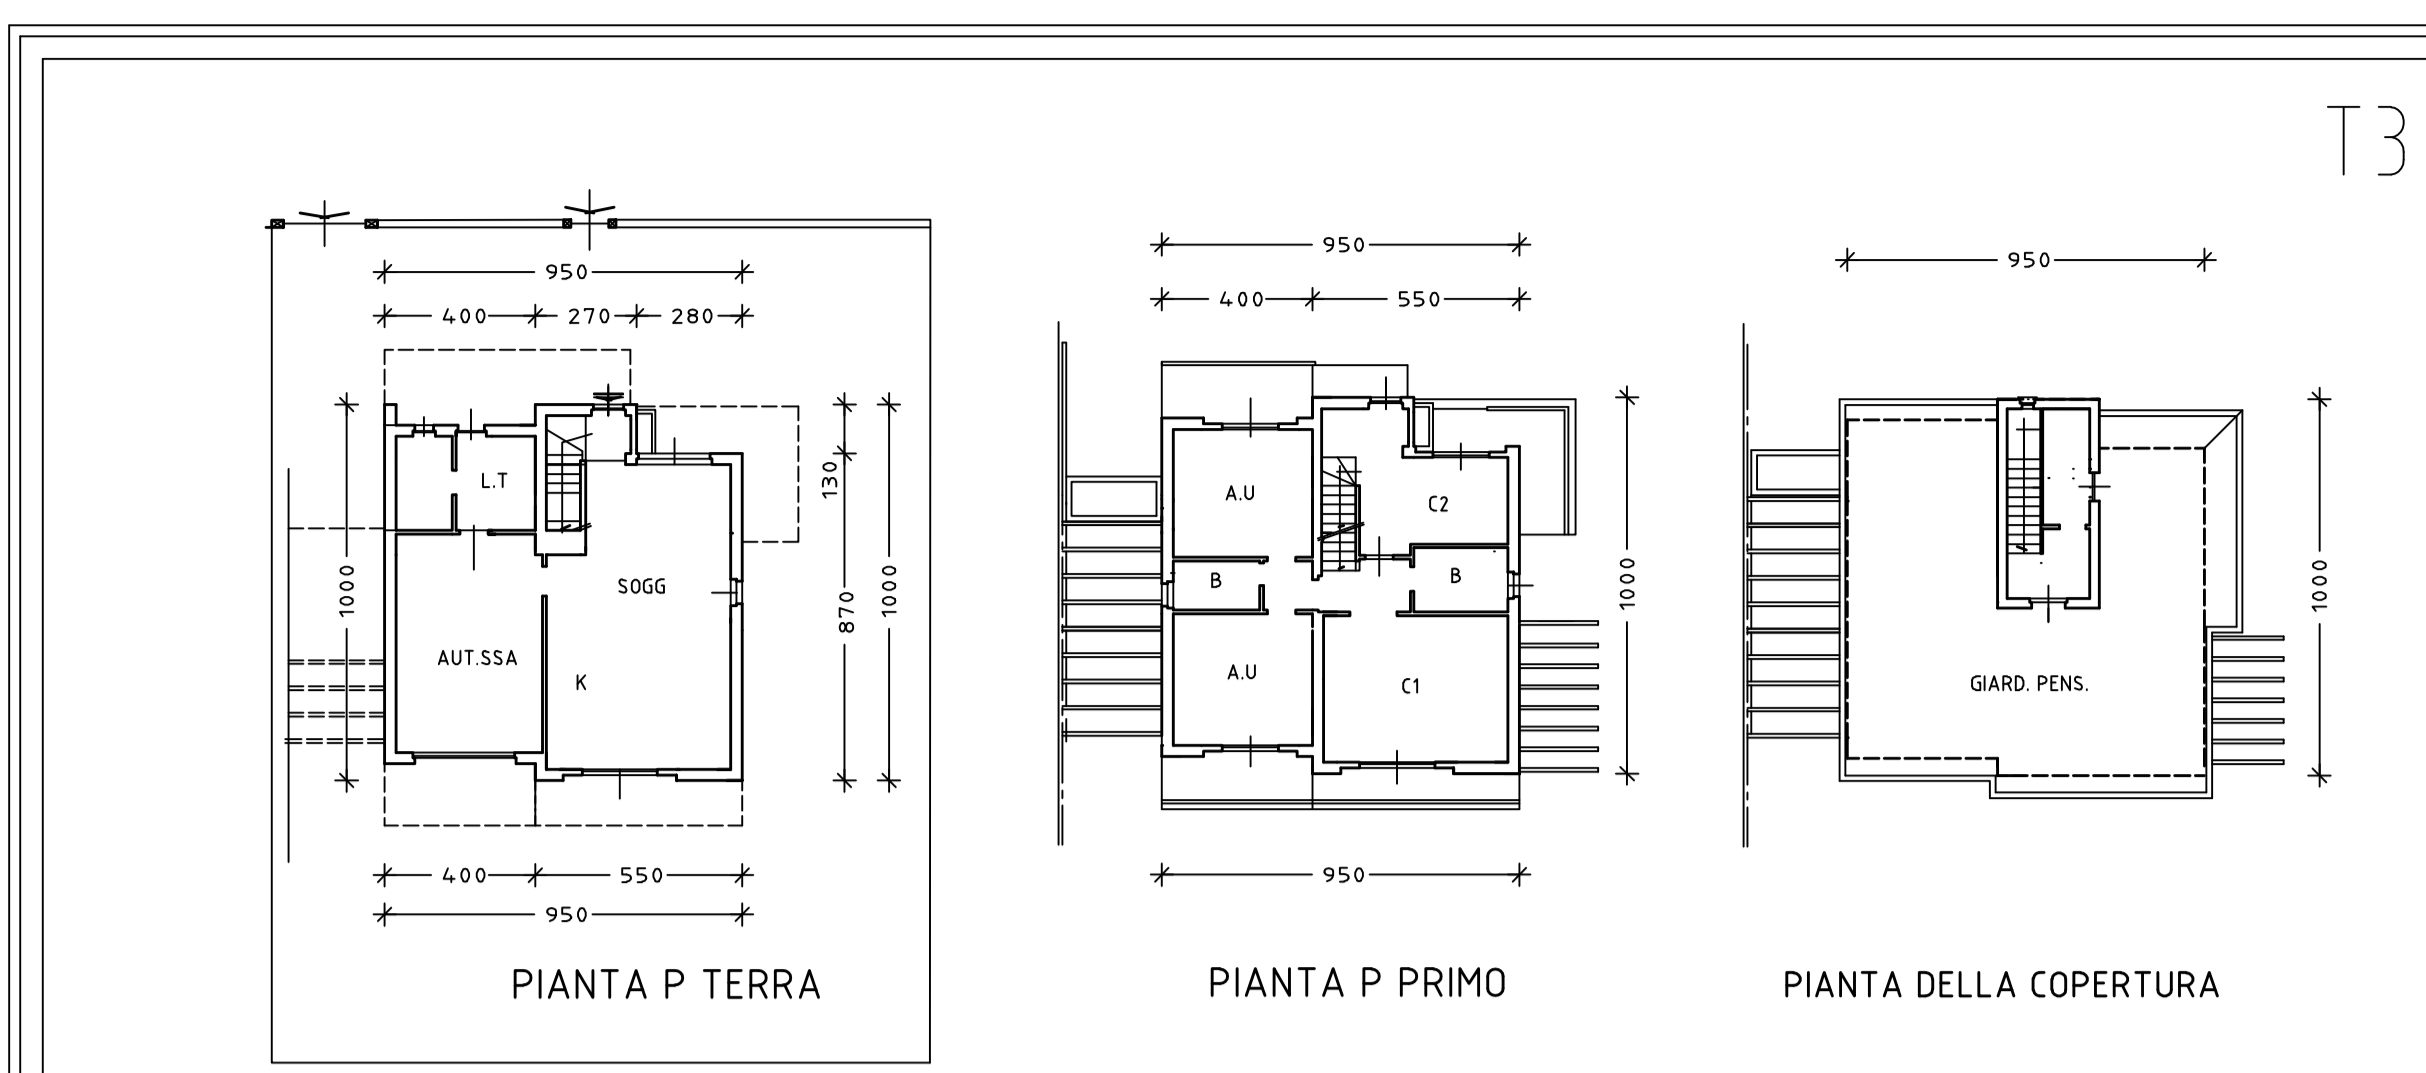 T3
950
400 270 280
L.T
SOGG
AUT.SSA
K
1000
130
870
1000
400 550
950
PIANTA P TERRA
950
400 550
A.U
C2
B
B
A.U
C1
1000
950
PIANTA P PRIMO
950
GIARD. PENS.
1000
PIANTA DELLA COPERTURA